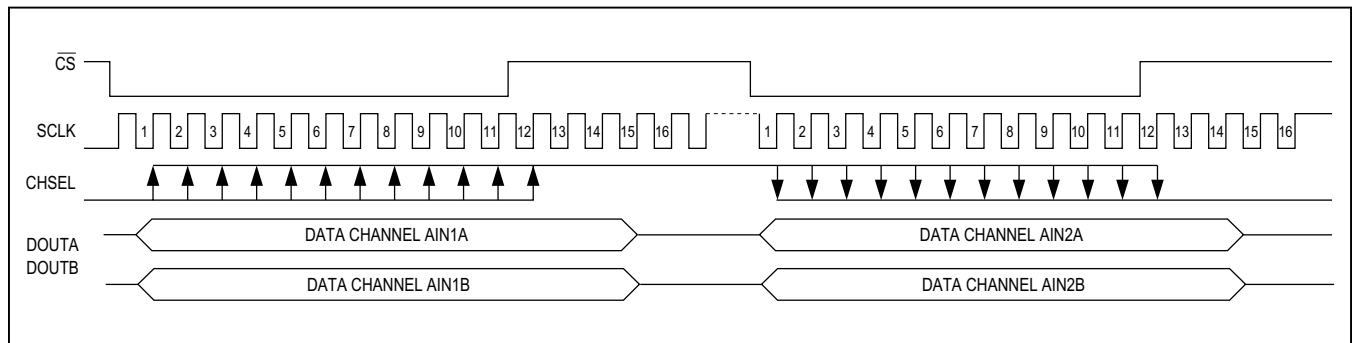 CS
SCLK 1 2 3 4 5 6 7 8 9 10 11 12 13 14 15 16 1 2 3 4 5 6 7 8 9 10 11 12 13 14 15 16
CHSEL
DOUTA
DOUTB
DATA CHANNEL AIN1A DATA CHANNEL AIN2A
DATA CHANNEL AIN1B DATA CHANNEL AIN2B